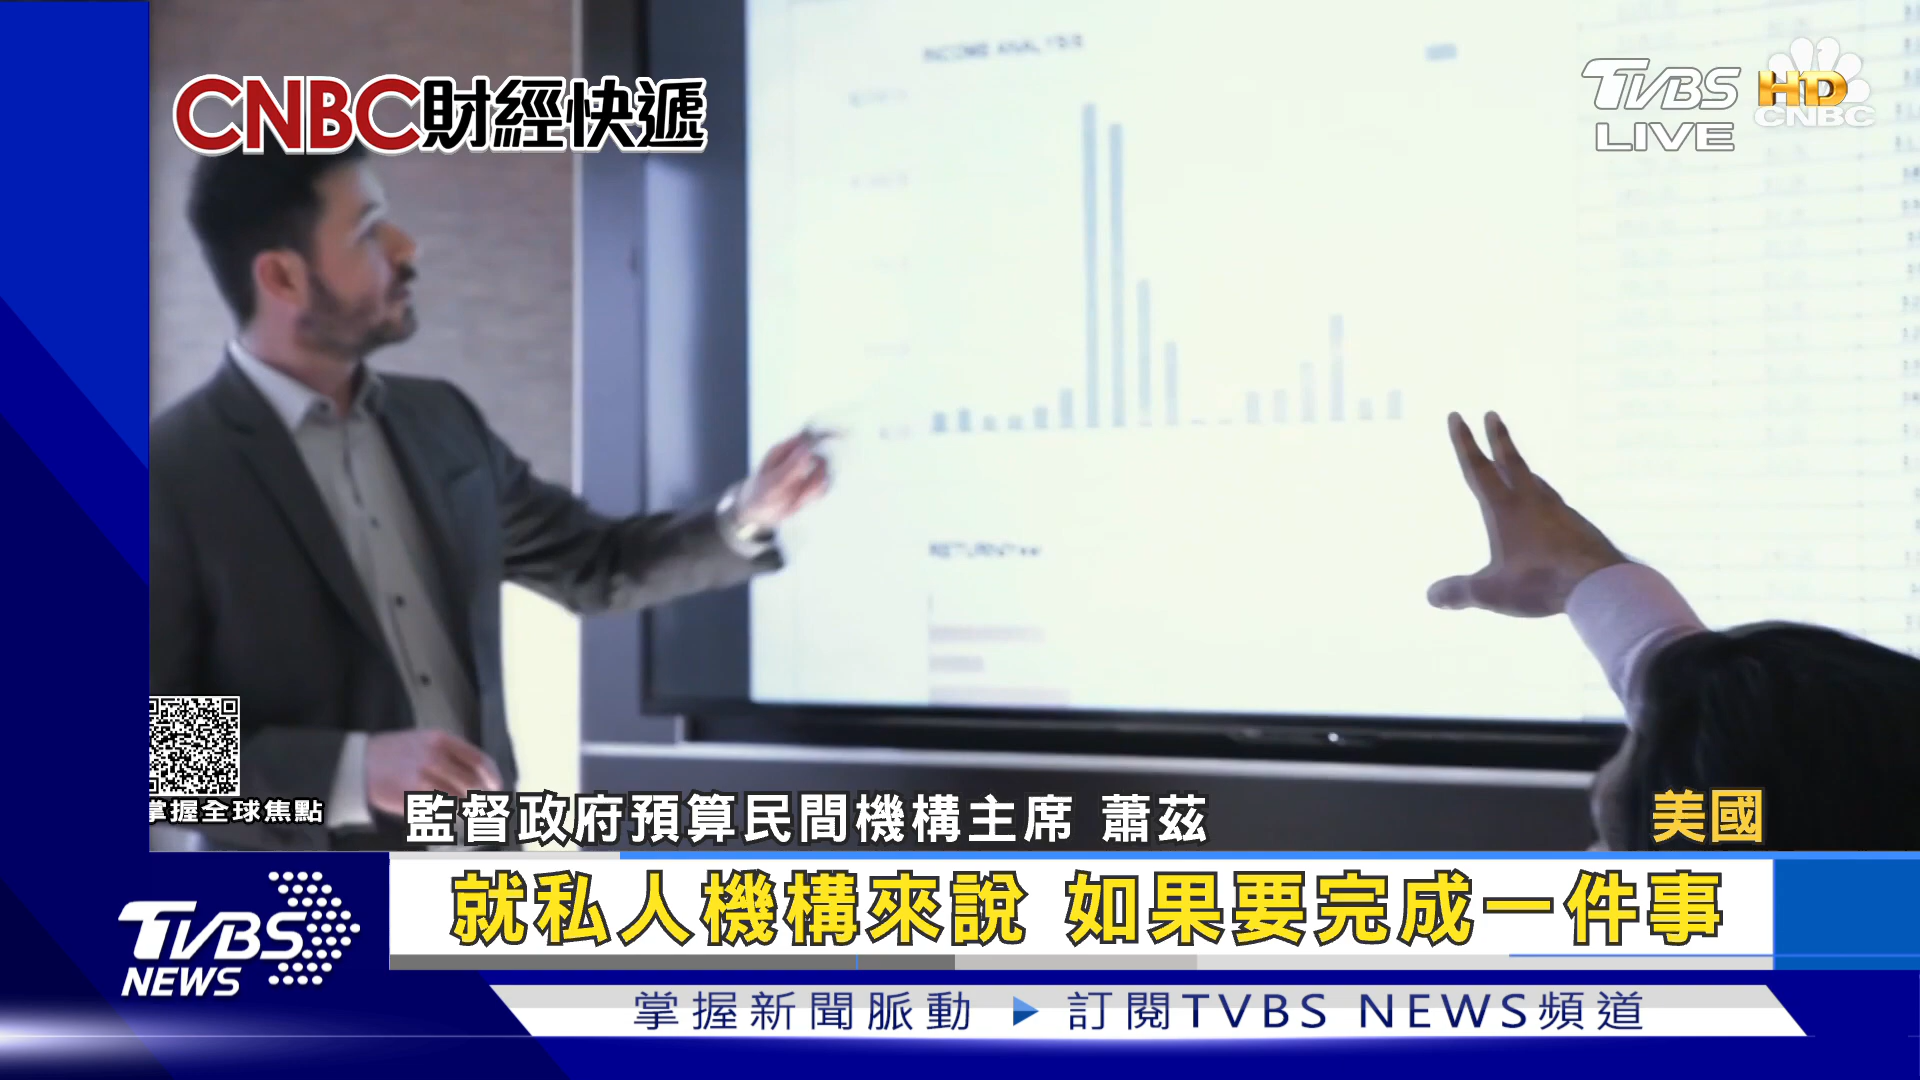 CNBC財經快遞
TVBS
LIVE
HD
CNBC
INCOME ANALYSIS
掌握全球焦點
監督政府預算民間機構主席 蕭茲
美國
就私人機構來說 如果要完成一件事
TVBS
NEWS
掌握新聞脈動 ▶ 訂閱TVBS NEWS頻道